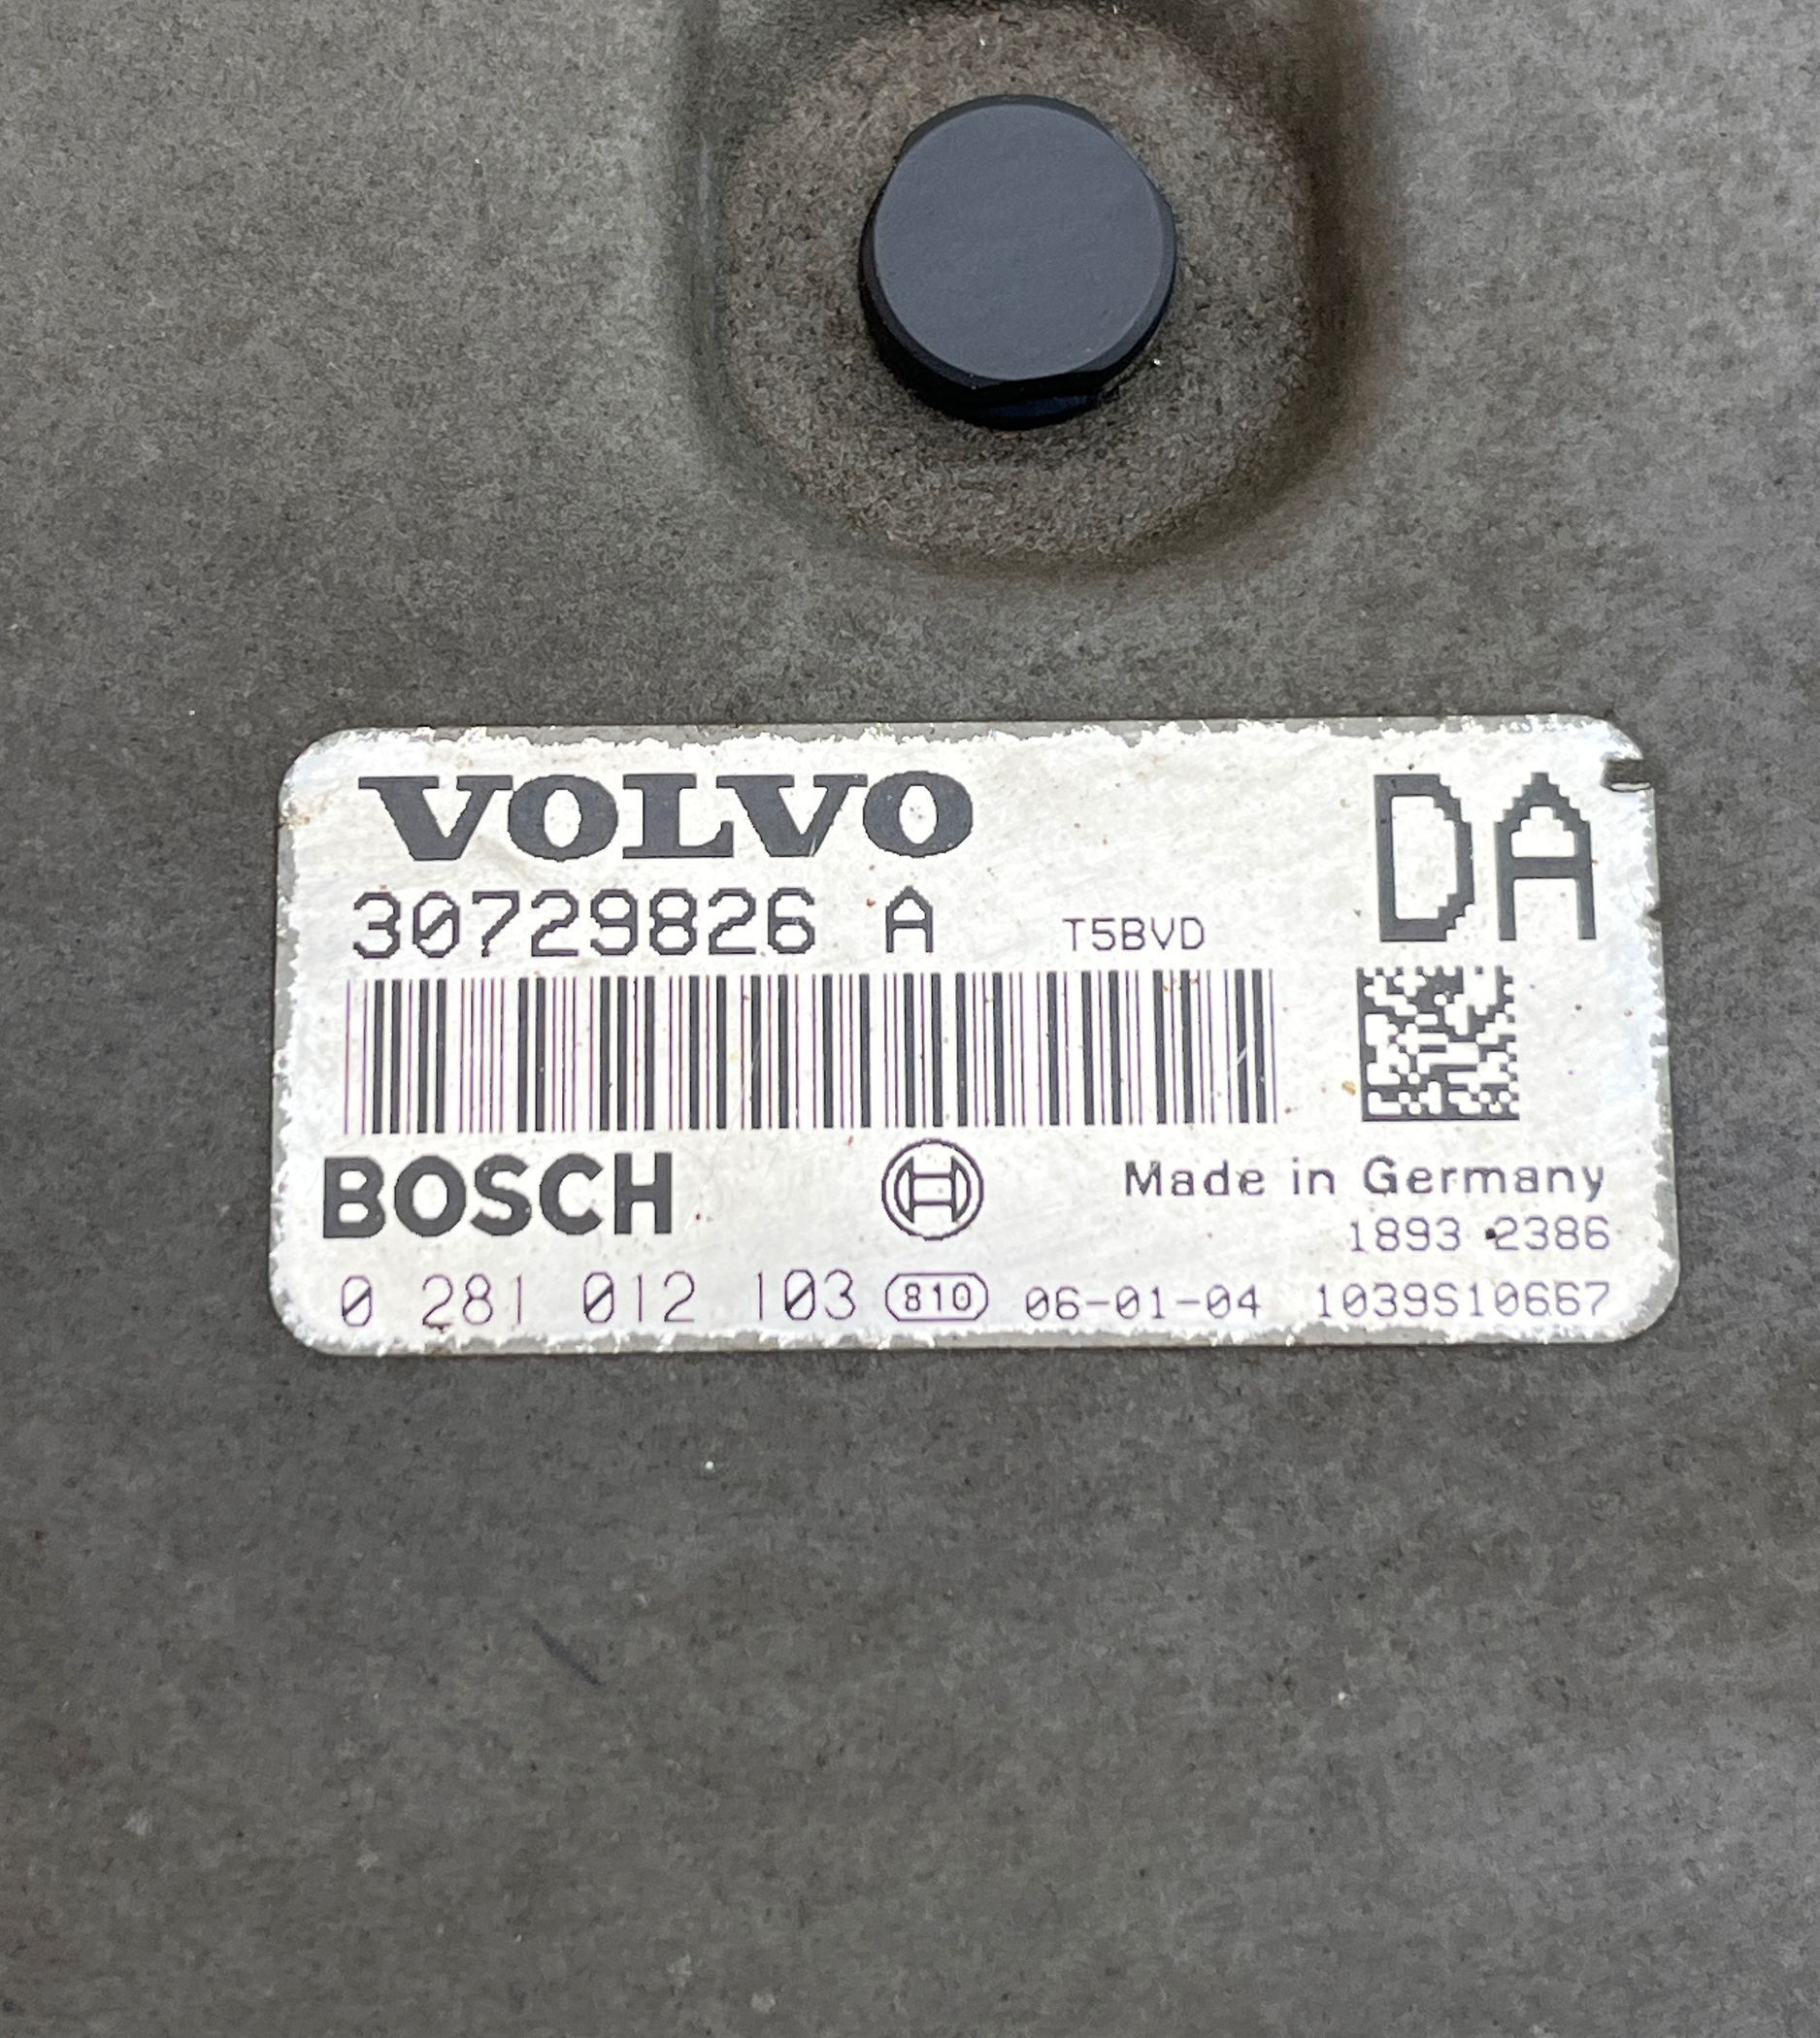 VOLVO DA
30729826 A T5BVD
BOSCH Made in Germany
1893 2386
0 281 012 103 810 06-01-04 1039S10667